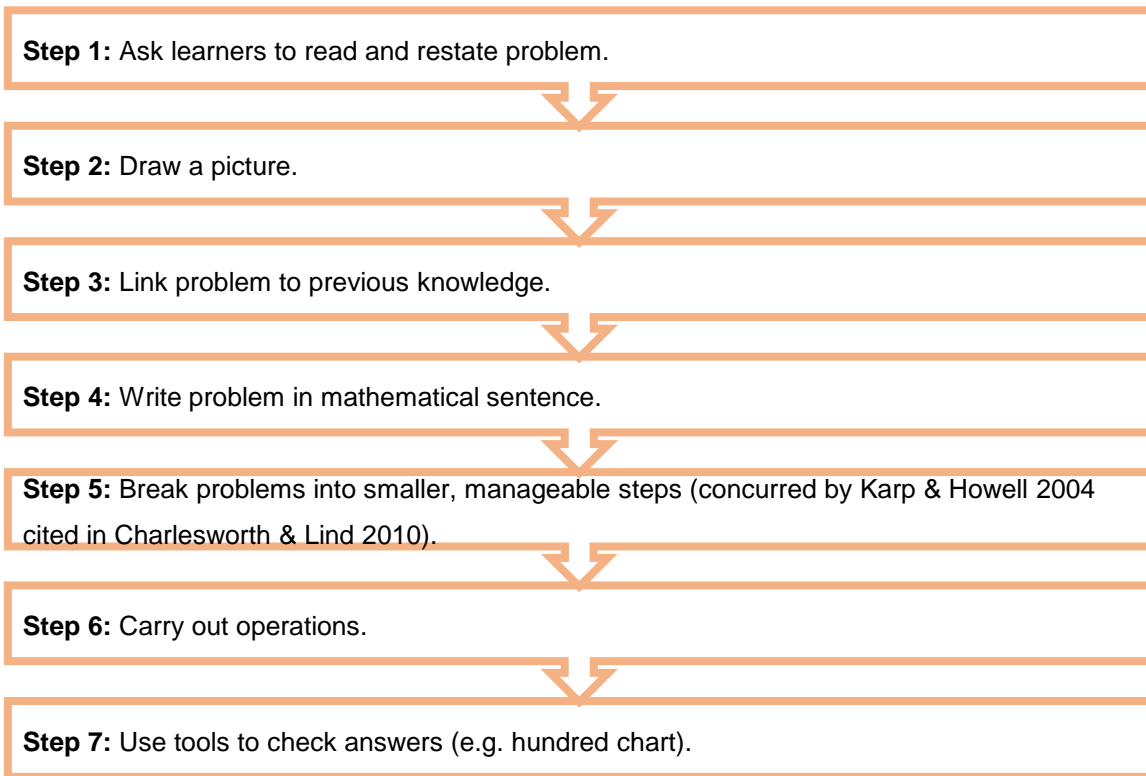 Step 1: Ask learners to read and restate problem.
Step 2: Draw a picture.
Step 3: Link problem to previous knowledge.
Step 4: Write problem in mathematical sentence.
Step 5: Break problems into smaller, manageable steps (concurred by Karp & Howell 2004
cited in Charlesworth & Lind 2010).
Step 6: Carry out operations.
Step 7: Use tools to check answers (e.g. hundred chart).